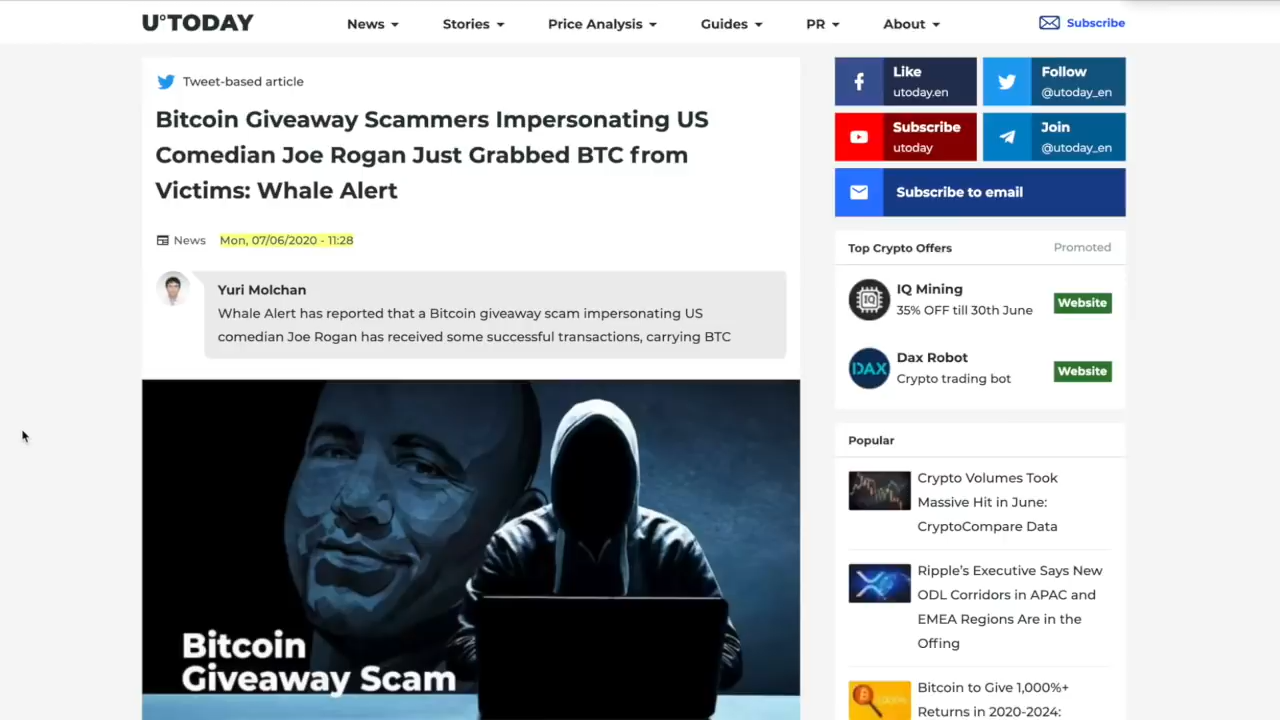 U°TODAY
News
Stories
Price Analysis
Guides
PR
About
Subscribe
Tweet-based article
Bitcoin Giveaway Scammers Impersonating US
Comedian Joe Rogan Just Grabbed BTC from
Victims: Whale Alert
News
Mon, 07/06/2020 - 11:28
Yuri Molchan
Whale Alert has reported that a Bitcoin giveaway scam impersonating US
comedian Joe Rogan has received some successful transactions, carrying BTC
Bitcoin
Giveaway Scam
Like
utoday.en
Follow
@utoday_en
Subscribe
utoday
Join
@utoday_en
Subscribe to email
Top Crypto Offers
Promoted
IQ
IQ Mining
35% OFF till 30th June
Website
DAX
Dax Robot
Crypto trading bot
Website
Popular
Crypto Volumes Took
Massive Hit in June:
CryptoCompare Data
Ripple's Executive Says New
ODL Corridors in APAC and
EMEA Regions Are in the
Offing
Bitcoin to Give 1,000%+
Returns in 2020-2024: